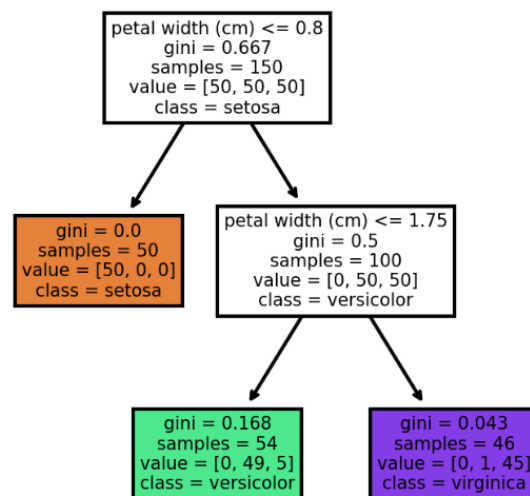 petal width (cm) <= 0.8
gini = 0.667
samples = 150
value = [50, 50, 50]
class = setosa
gini = 0.0
samples = 50
value = [50, 0, 0]
class = setosa
petal width (cm) <= 1.75
gini = 0.5
samples = 100
value = [0, 50, 50]
class = versicolor
gini = 0.168
samples = 54
value = [0, 49, 5]
class = versicolor
gini = 0.043
samples = 46
value = [0, 1, 45]
class = virginica